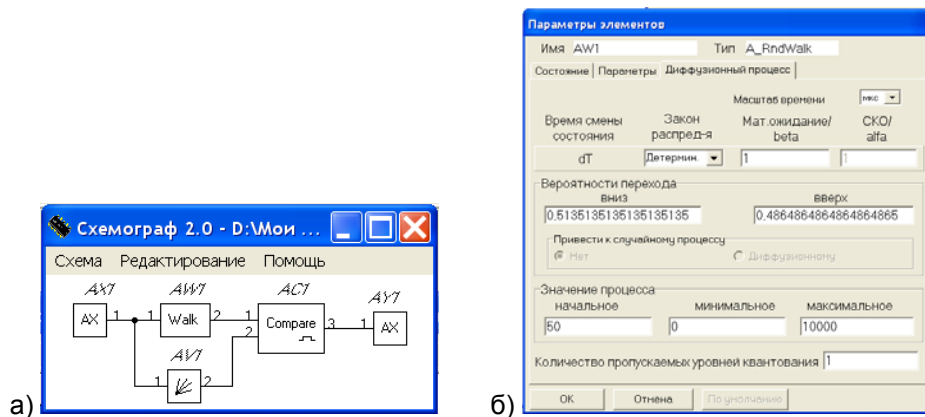 Параметры элементов
Имя AW1 Тип A_RndWalk
Состояние Параметры Диффузионный процесс
Масштаб времени мкс
Время смены состояния Закон распред-я Мат.ожидание/ beta СКО/ alfa
dT Детермин. 1 1
Вероятности перехода
вниз вверх
0,5135135135135135135 0,4864864864864864865
Привести к случайному процессу
Нет Диффузионному
Значение процесса
начальное минимальное максимальное
50 0 10000
Количество пропускаемых уровней квантования 1
OK Отмена По умолчанию
Схемограф 2.0 - D:\Мои ...
Схема Редактирование Помощь
AX1 AW1 AC1 AY1
AX 1 1 Walk 2 1 2 Compare 3 1 AX
AV1
1 2
а) б)